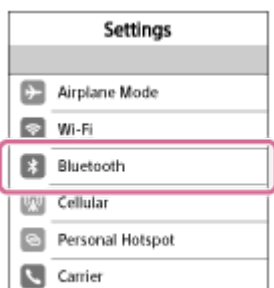 Settings
Airplane Mode
Wi-Fi
Bluetooth
Cellular
Personal Hotspot
Carrier